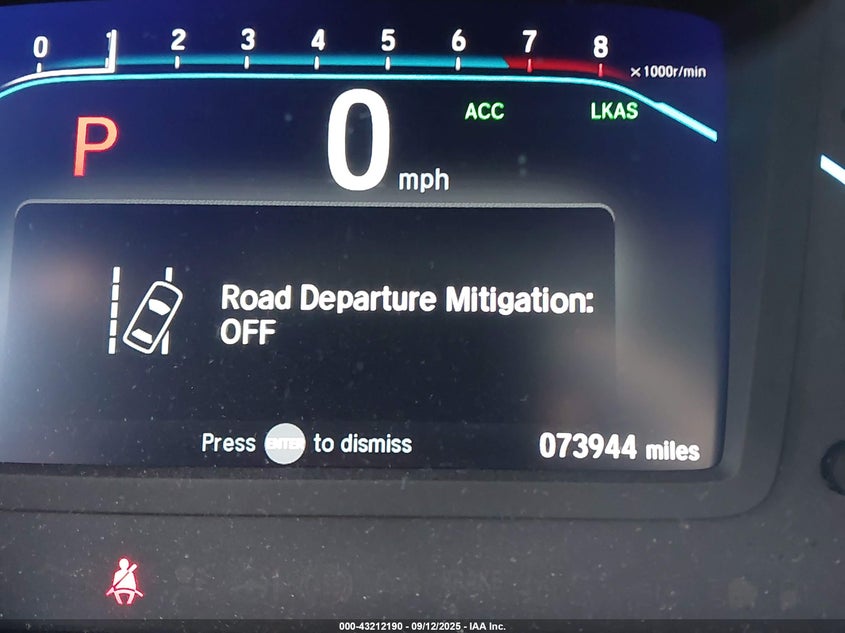 0 1 2 3 4 5 6 7 8
x1000r/min
P 0 mph ACC LKAS
Road Departure Mitigation:
OFF
Press ENTER to dismiss
073944 miles
000-43212190 - 09/12/2025 - IAA Inc.